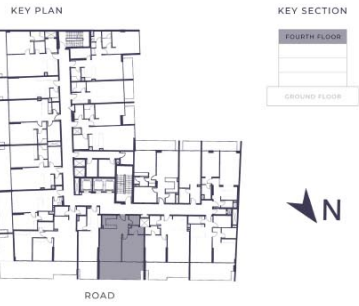 KEY PLAN
KEY SECTION
FOURTH FLOOR
GROUND FLOOR
N
ROAD